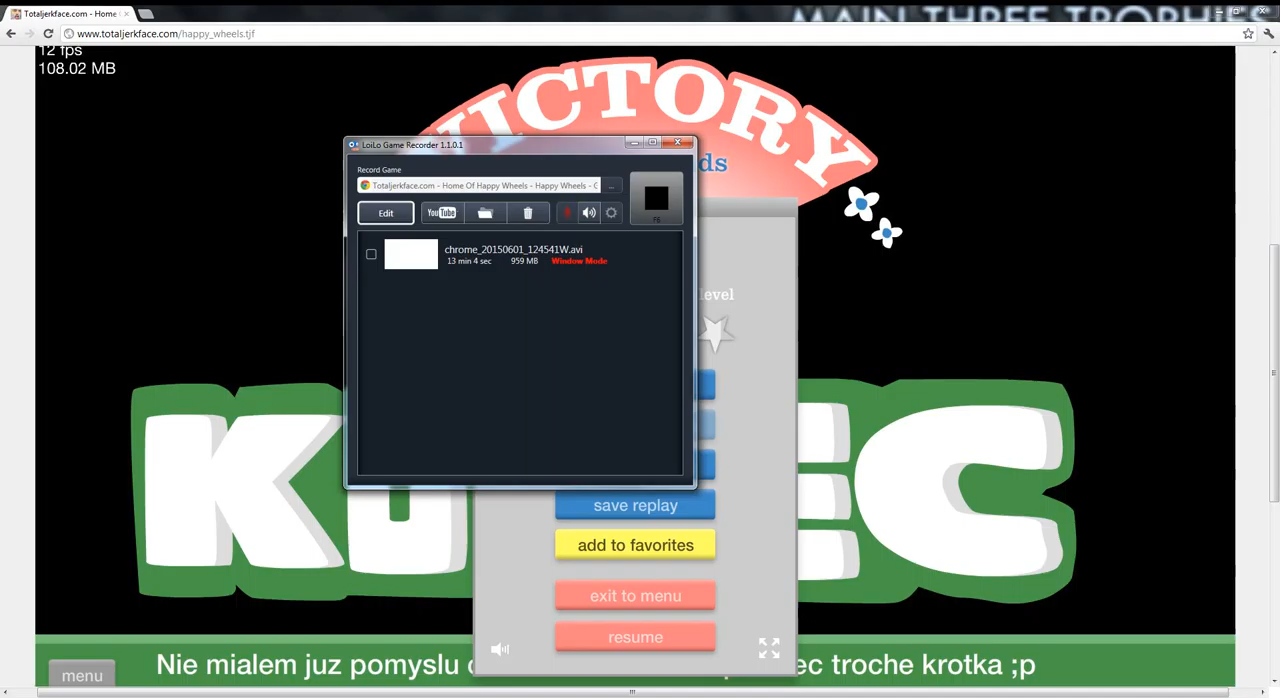 Totaljerkface.com - Home
MAIN THREE TROPHIES
www.totaljerkface.com/happy_wheels.tjf
12 fps
108.02 MB
VICTORY
LoiLo Game Recorder 1.1.0.1
Record Game
Totaljerkface.com - Home Of Happy Wheels - Happy Wheels - G
...
Edit
YouTube
F6
chrome_20150601_124541W.avi
13 min 4 sec 959 MB Window Mode
level
save replay
add to favorites
exit to menu
resume
menu
Nie mialem juz pomyslu
troche krotka ;p